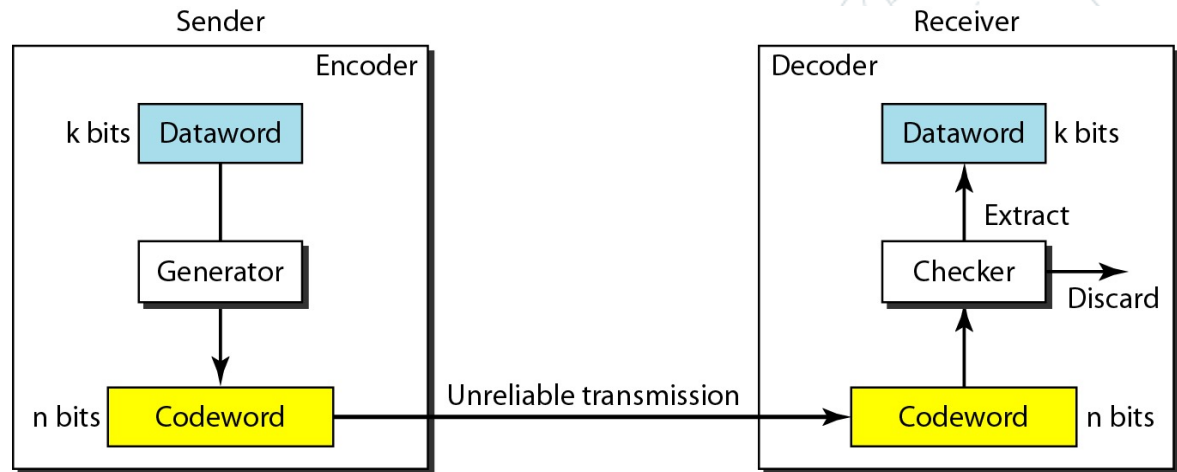 Sender
Encoder
k bits
Dataword
Generator
n bits
Codeword
Unreliable transmission
Receiver
Decoder
Dataword
k bits
Extract
Checker
Discard
Codeword
n bits